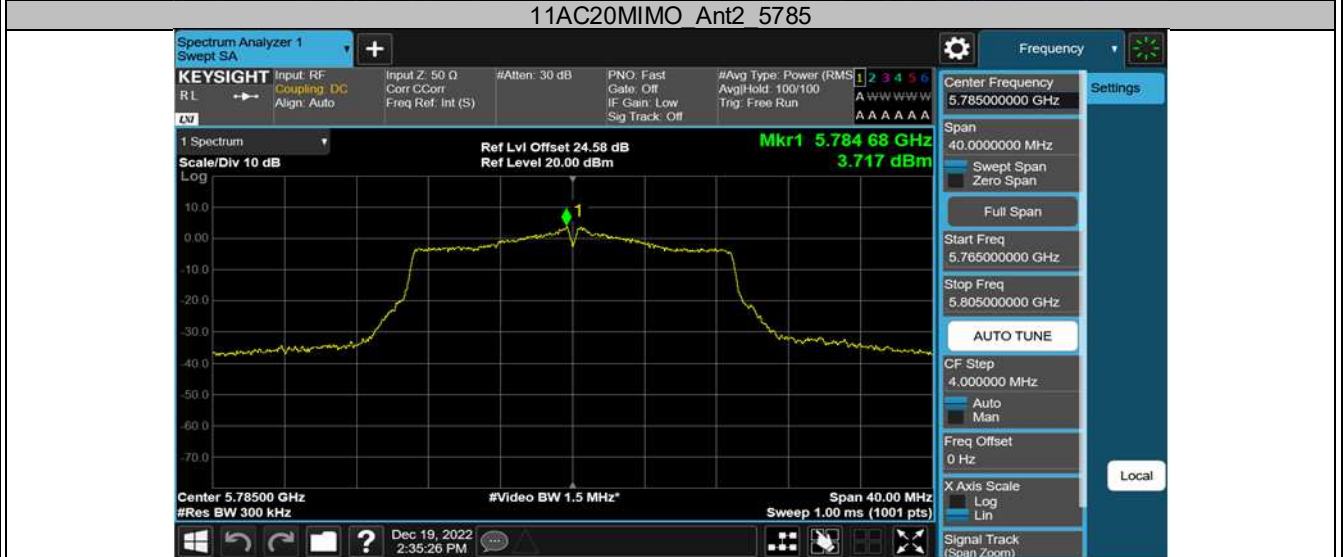 11AC20MIMO_Ant2_5785
Spectrum Analyzer 1
Swept SA
+
Frequency
KEYSIGHT
RL
LXI
Input: RF
Coupling: DC
Align: Auto
Input Z: 50 Ω
Corr CCorr
Freq Ref: Int (S)
#Atten: 30 dB
PNO: Fast
Gate: Off
IF Gain: Low
Sig Track: Off
#Avg Type: Power (RMS
Avg|Hold: 100/100
Trig: Free Run
1 2 3 4 5 6
A W W W W W
A A A A A A
1 Spectrum
Scale/Div 10 dB
Log
Ref Lvl Offset 24.58 dB
Ref Level 20.00 dBm
Mkr1 5.784 68 GHz
3.717 dBm
1
10.0
0.00
-10.0
-20.0
-30.0
-40.0
-50.0
-60.0
-70.0
Center 5.78500 GHz
#Res BW 300 kHz
#Video BW 1.5 MHz*
Span 40.00 MHz
Sweep 1.00 ms (1001 pts)
?
Dec 19, 2022
2:35:26 PM
Center Frequency
5.785000000 GHz
Span
40.0000000 MHz
Swept Span
Zero Span
Full Span
Start Freq
5.765000000 GHz
Stop Freq
5.805000000 GHz
AUTO TUNE
CF Step
4.000000 MHz
Auto
Man
Freq Offset
0 Hz
X Axis Scale
Log
Lin
Signal Track
(Span Zoom)
Settings
Local